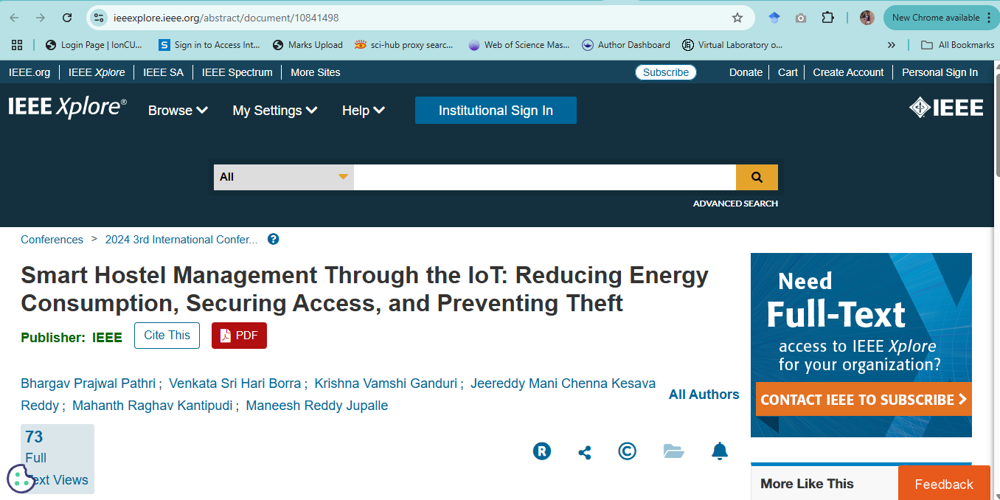 ieeexplore.ieee.org/abstract/document/10841498
New Chrome available
Login Page | IonCU...
Sign in to Access Int...
Marks Upload
sci-hub proxy searc...
Web of Science Mas...
Author Dashboard
Virtual Laboratory o...
»
All Bookmarks
IEEE.org
IEEE Xplore
IEEE SA
IEEE Spectrum
More Sites
Subscribe
Donate
Cart
Create Account
Personal Sign In
IEEE Xplore®
Browse
My Settings
Help
Institutional Sign In
IEEE
All
ADVANCED SEARCH
Conferences > 2024 3rd International Confer... ?
Smart Hostel Management Through the IoT: Reducing Energy
Consumption, Securing Access, and Preventing Theft
Publisher: IEEE
Cite This
PDF
Bhargav Prajwal Pathri ; Venkata Sri Hari Borra ; Krishna Vamshi Ganduri ; Jeereddy Mani Chenna Kesava
Reddy ; Mahanth Raghav Kantipudi ; Maneesh Reddy Jupalle
All Authors
73
Full
ext Views
R
©
Need
Full-Text
access to IEEE Xplore
for your organization?
CONTACT IEEE TO SUBSCRIBE
More Like This
Feedback